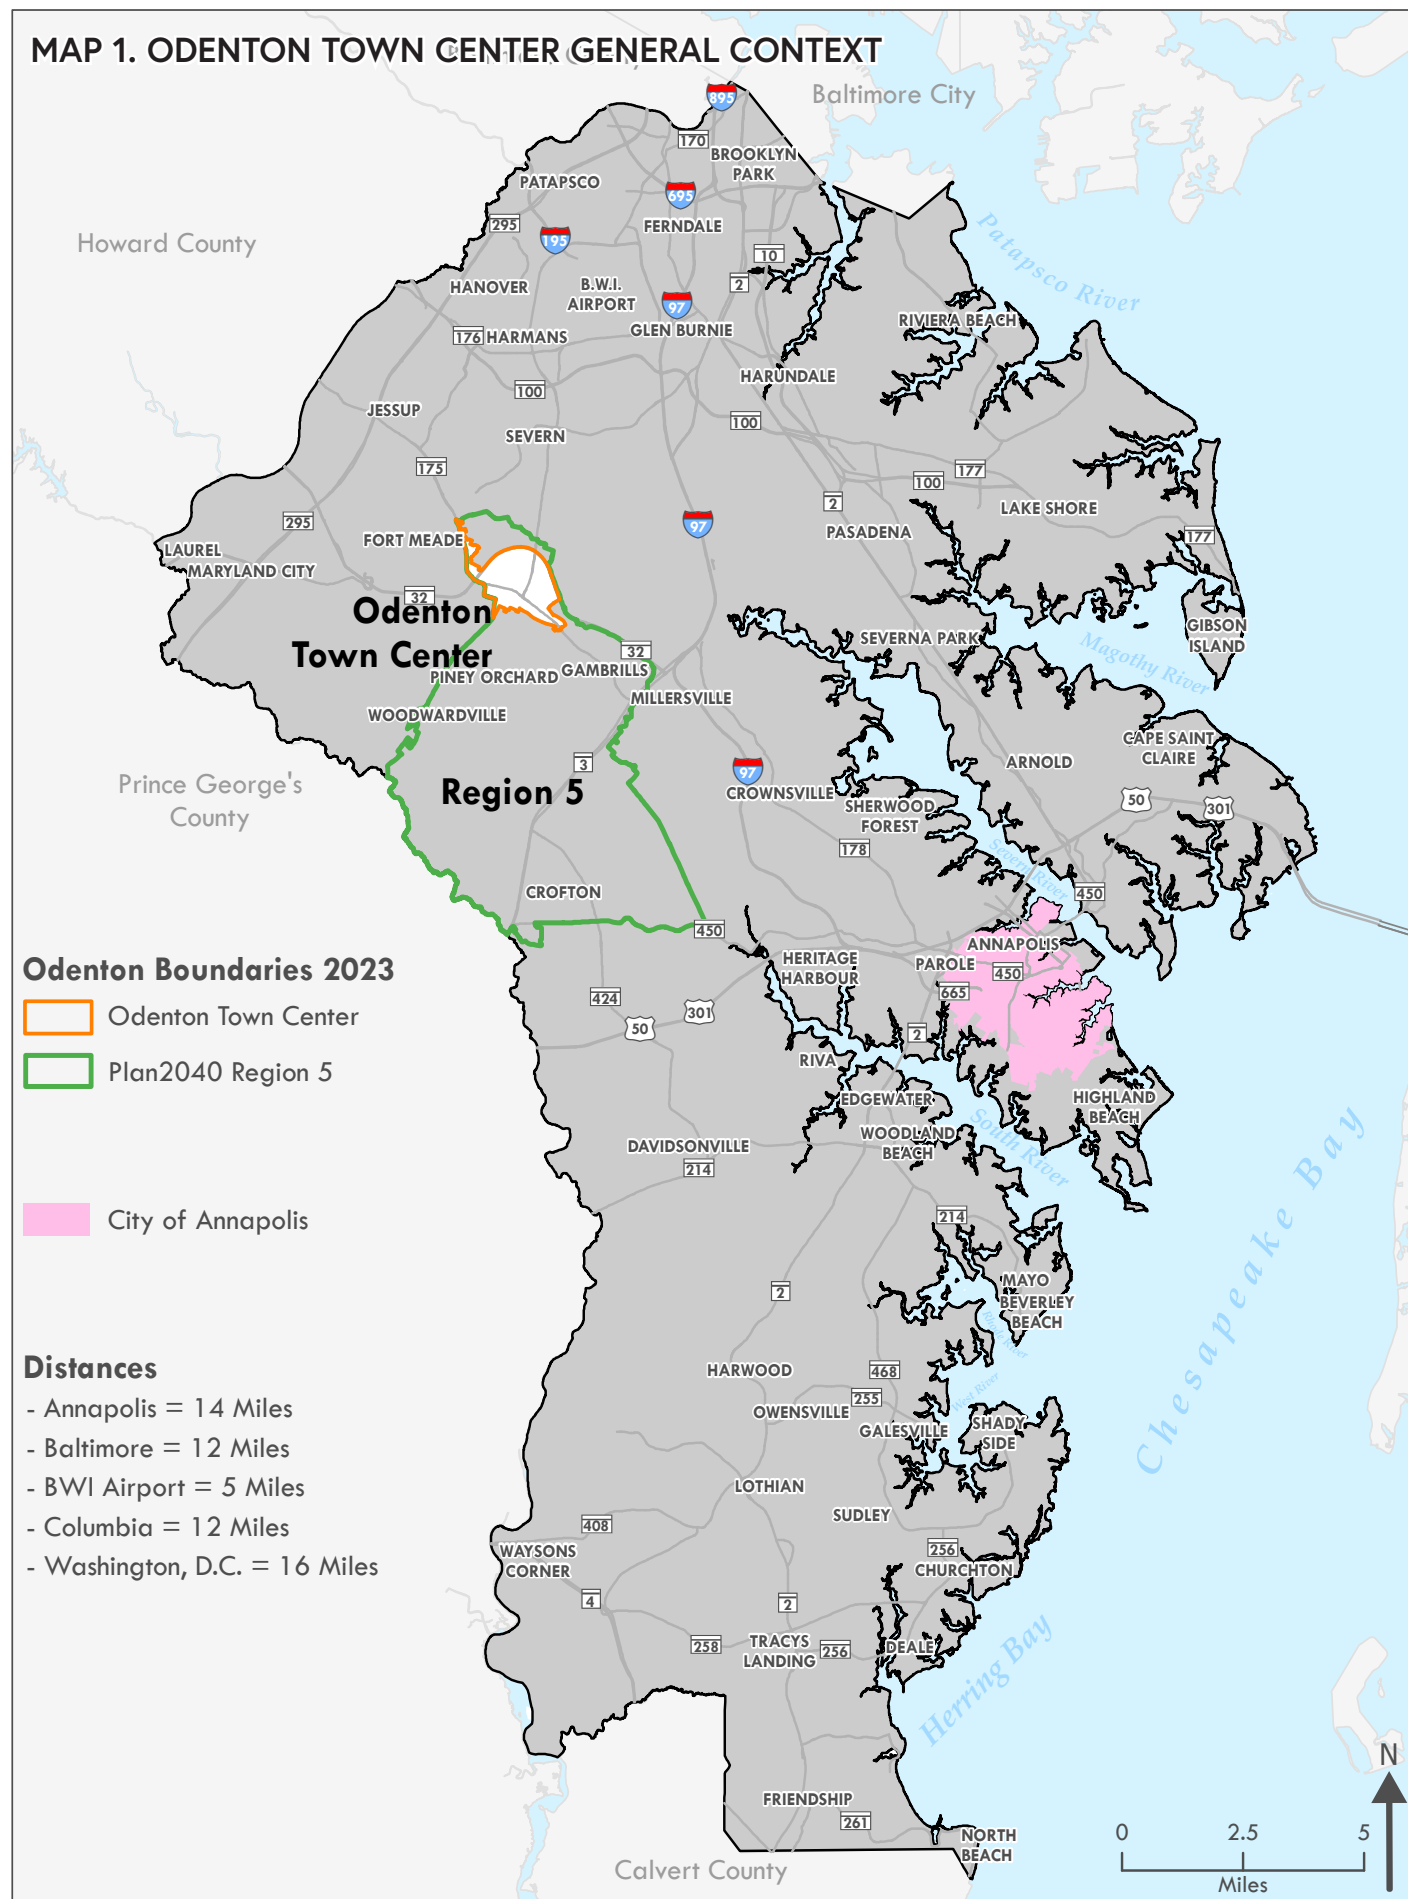 MAP 1. ODENTON TOWN CENTER GENERAL CONTEXT
Baltimore City
895
170
BROOKLYN
PARK
PATAPSCO
695
295
FERNDALE
195
Howard County
10
Patapsco River
HANOVER
B.W.I.
AIRPORT
2
97
RIVIERA BEACH
GLEN BURNIE
176
HARMANS
HARUNDALE
100
JESSUP
100
SEVERN
175
177
100
2
LAKE SHORE
295
97
PASADENA
177
FORT MEADE
LAUREL
MARYLAND CITY
32
Odenton
Town Center
GIBSON
ISLAND
SEVERNA PARK
Magothy River
32
GAMBRILLS
PINEY ORCHARD
MILLERSVILLE
WOODWARDVILLE
CAPE SAINT
CLAIRE
3
97
ARNOLD
Prince George's
County
Region 5
CROWNSVILLE
SHERWOOD
FOREST
50
301
178
Severn River
CROFTON
450
450
ANNAPOLIS
HERITAGE
HARBOUR
PAROLE
450
665
Odenton Boundaries 2023
Odenton Town Center
Plan2040 Region 5
City of Annapolis
424
301
50
2
RIVA
EDGEWATER
HIGHLAND
BEACH
WOODLAND
BEACH
South River
DAVIDSONVILLE
214
214
Chesapeake Bay
MAYO
BEVERLEY
BEACH
2
Rhode River
HARWOOD
468
West River
255
OWENSVILLE
GALESVILLE
SHADY
SIDE
Distances
- Annapolis = 14 Miles
- Baltimore = 12 Miles
- BWI Airport = 5 Miles
- Columbia = 12 Miles
- Washington, D.C. = 16 Miles
LOTHIAN
SUDLEY
408
WAYSONS
CORNER
256
CHURCHTON
4
2
258
TRACYS
LANDING
256
DEALE
Herring Bay
FRIENDSHIP
261
NORTH
BEACH
Calvert County
N
0 2.5 5
Miles